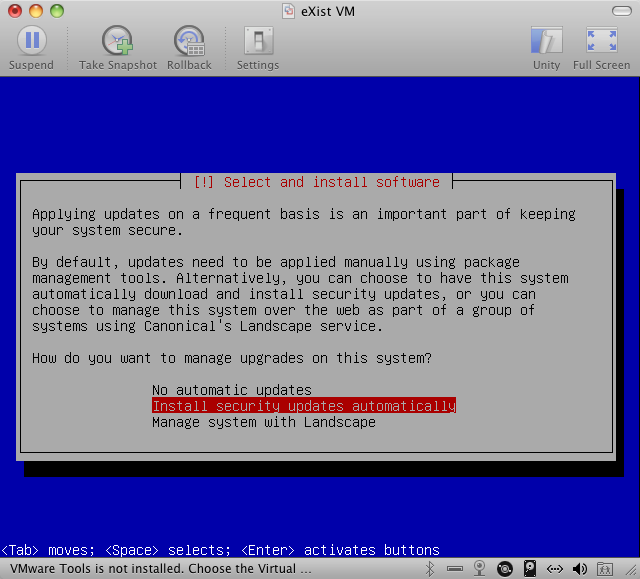 eXist VM
Suspend
Take Snapshot
Rollback
Settings
Unity
Full Screen
[!] Select and install software
Applying updates on a frequent basis is an important part of keeping
your system secure.
By default, updates need to be applied manually using package
management tools. Alternatively, you can choose to have this system
automatically download and install security updates, or you can
choose to manage this system over the web as part of a group of
systems using Canonical's Landscape service.
How do you want to manage upgrades on this system?
No automatic updates
Install security updates automatically
Manage system with Landscape
<Tab> moves; <Space> selects; <Enter> activates buttons
VMware Tools is not installed. Choose the Virtual ...